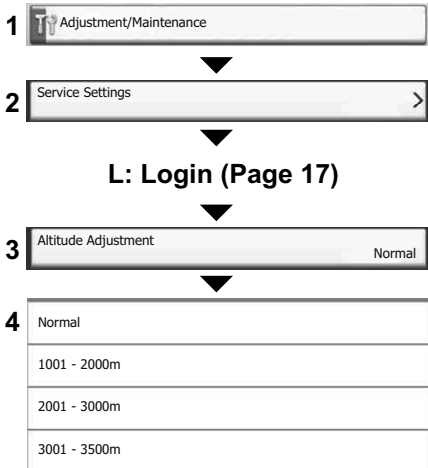 1 Adjustment/Maintenance
2 Service Settings >
L: Login (Page 17)
3 Altitude Adjustment Normal
4 Normal
1001 - 2000m
2001 - 3000m
3001 - 3500m